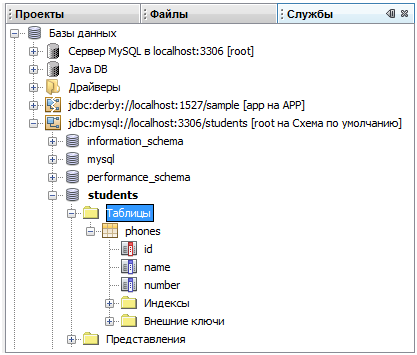 Проекты Файлы Службы
Базы данных
Сервер MySQL в localhost:3306 [root]
Java DB
Драйверы
jdbc:derby://localhost:1527/sample [app на APP]
jdbc:mysql://localhost:3306/students [root на Схема по умолчанию]
information_schema
mysql
performance_schema
students
Таблицы
phones
id
name
number
Индексы
Внешние ключи
Представления